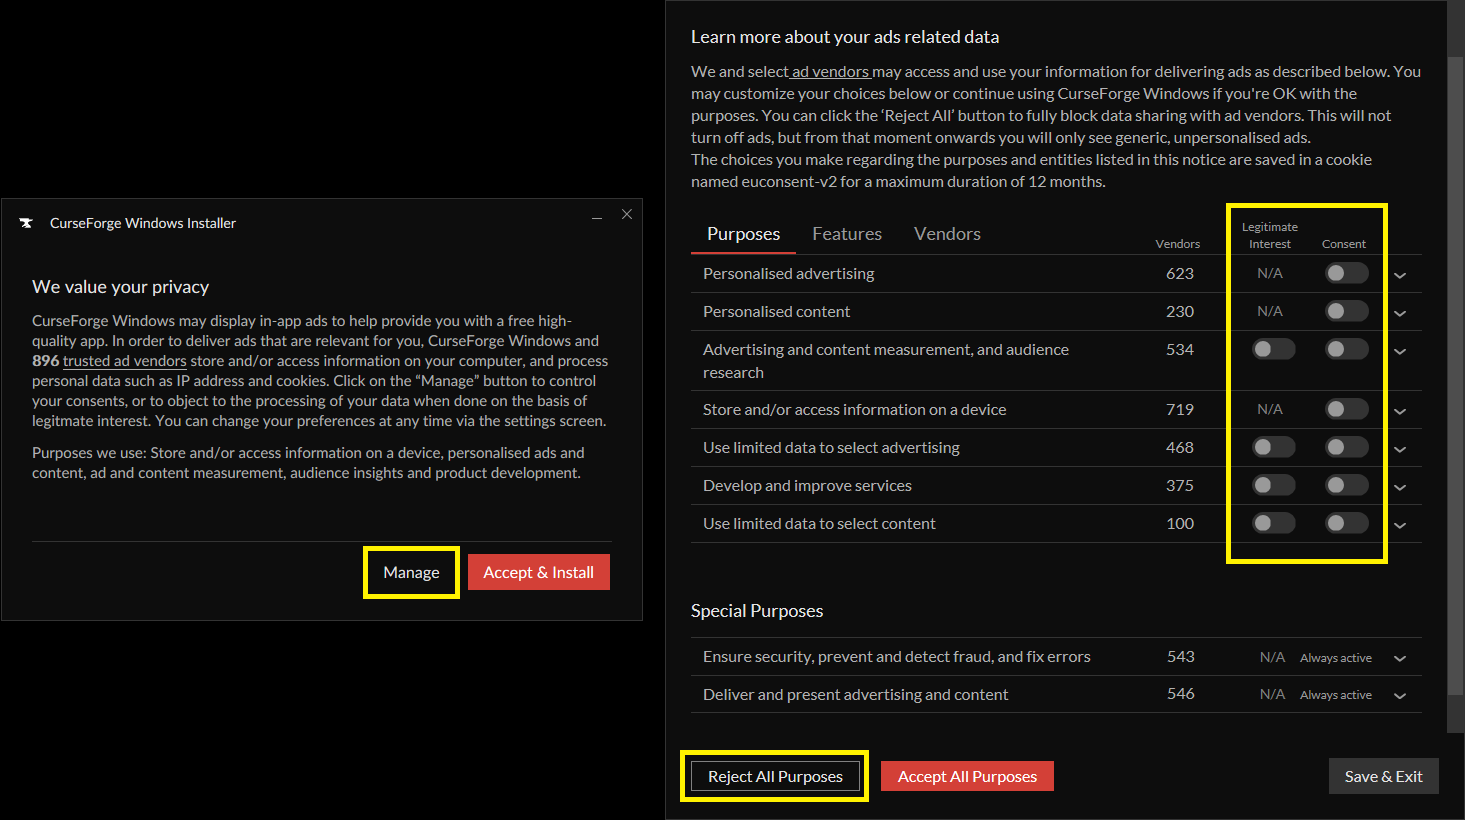 CurseForge Windows Installer
We value your privacy
CurseForge Windows may display in-app ads to help provide you with a free high-
quality app. In order to deliver ads that are relevant for you, CurseForge Windows and
896 trusted ad vendors store and/or access information on your computer, and process
personal data such as IP address and cookies. Click on the “Manage” button to control
your consents, or to object to the processing of your data when done on the basis of
legitmate interest. You can change your preferences at any time via the settings screen.
Purposes we use: Store and/or access information on a device, personalised ads and
content, ad and content measurement, audience insights and product development.
Manage
Accept & Install
Learn more about your ads related data
We and select ad vendors may access and use your information for delivering ads as described below. You
may customize your choices below or continue using CurseForge Windows if you're OK with the
purposes. You can click the ‘Reject All’ button to fully block data sharing with ad vendors. This will not
turn off ads, but from that moment onwards you will only see generic, unpersonalised ads.
The choices you make regarding the purposes and entities listed in this notice are saved in a cookie
named euconsent-v2 for a maximum duration of 12 months.
Purposes Features Vendors
Vendors
Legitimate
Interest
Consent
Personalised advertising 623 N/A
Personalised content 230 N/A
Advertising and content measurement, and audience 534
research
Store and/or access information on a device 719 N/A
Use limited data to select advertising 468
Develop and improve services 375
Use limited data to select content 100
Special Purposes
Ensure security, prevent and detect fraud, and fix errors 543 N/A Always active
Deliver and present advertising and content 546 N/A Always active
Reject All Purposes
Accept All Purposes
Save & Exit